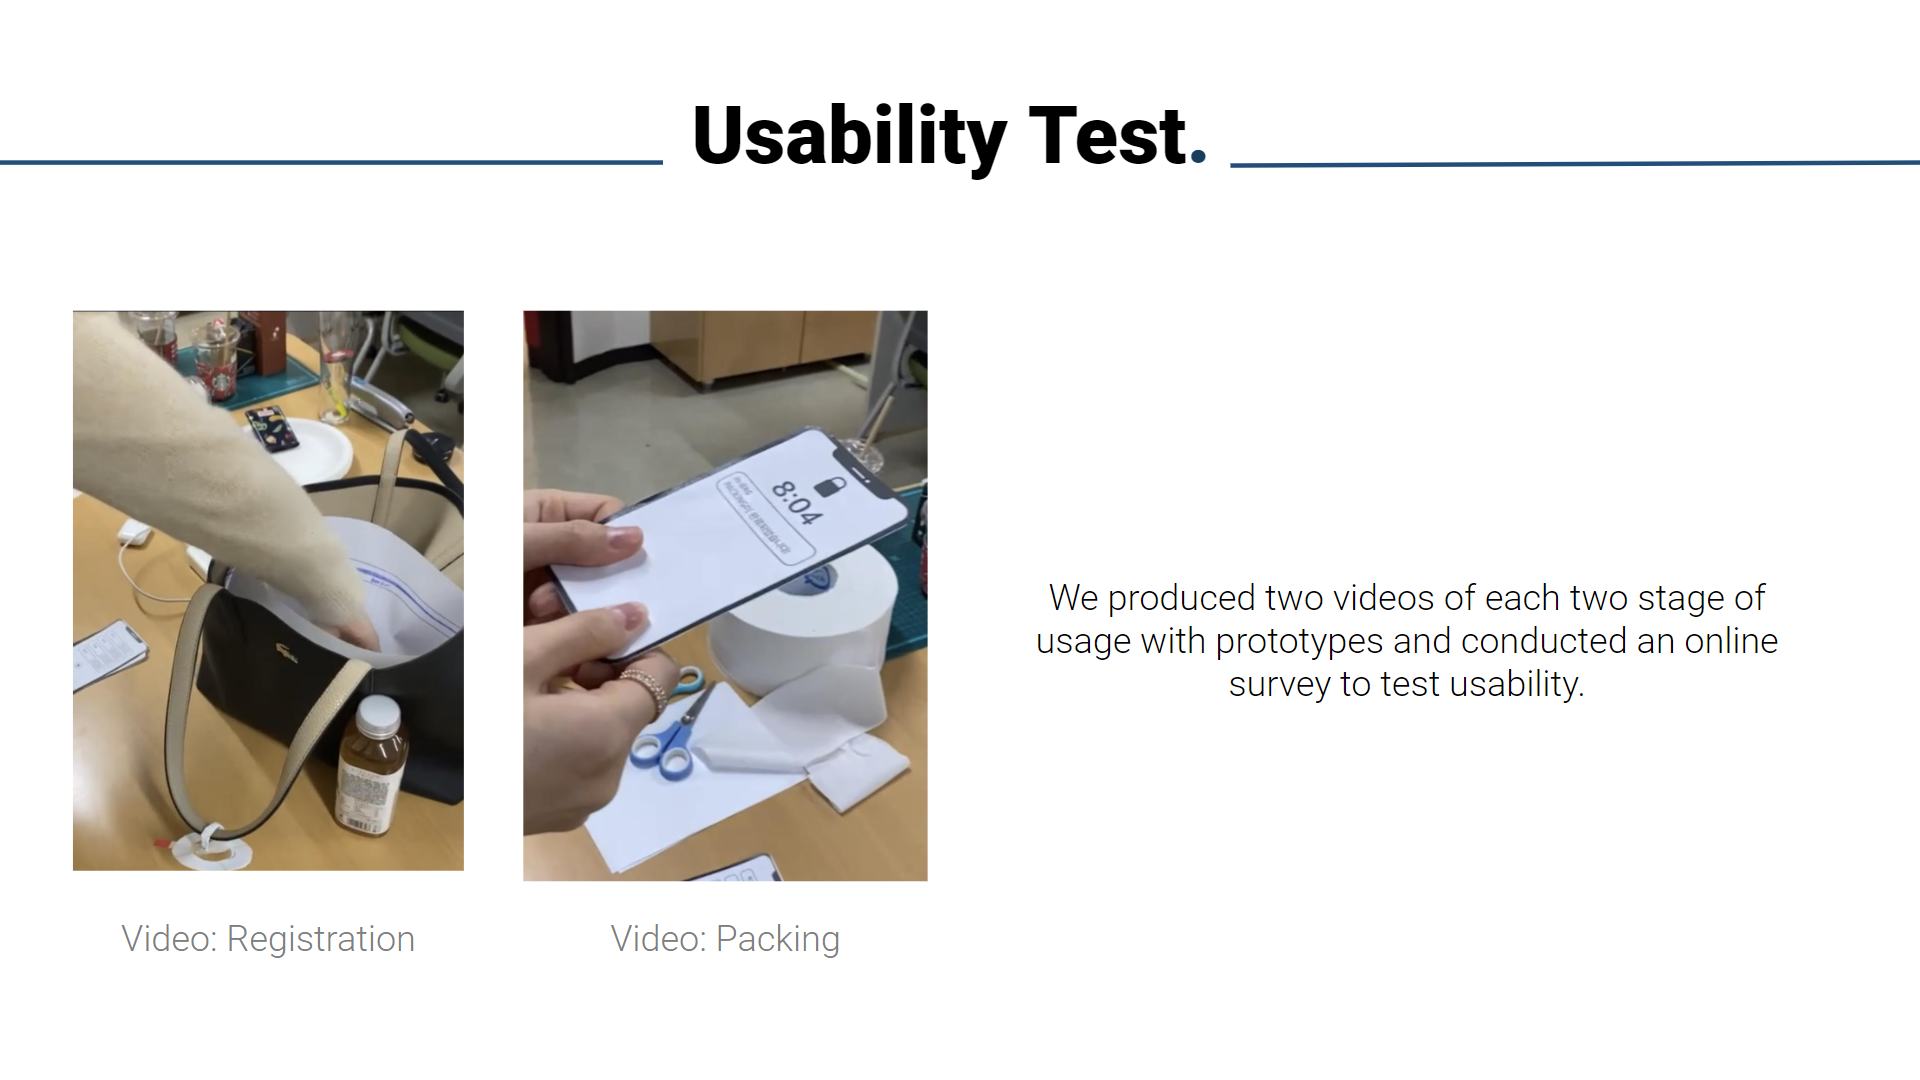 Usability Test.
8:04
We produced two videos of each two stage of
usage with prototypes and conducted an online
survey to test usability.
Video: Registration
Video: Packing